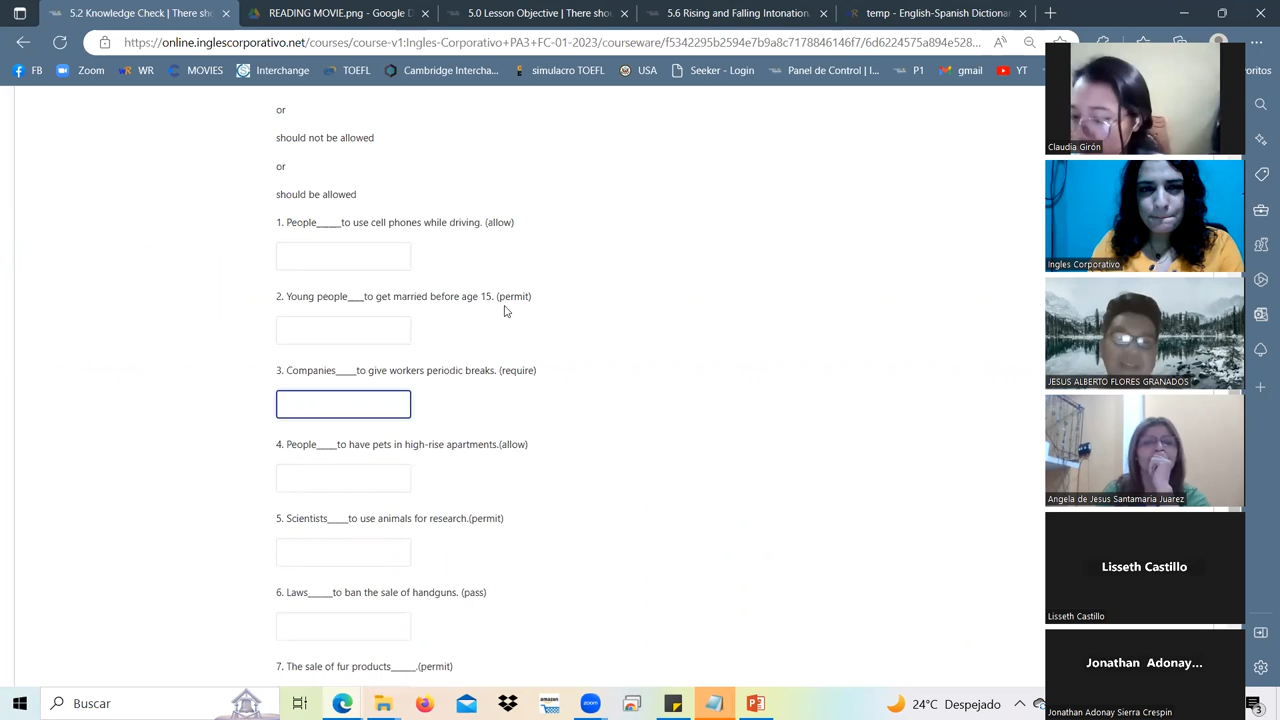 5.2 Knowledge Check | There sho
READING MOVIE.png - Google D
5.0 Lesson Objective | There shou
5.6 Rising and Falling Intonation
temp - English-Spanish Dictionar
https://online.inglescorporativo.net/courses/course-v1:Ingles-Corporativo+PA3+FC-01-2023/courseware/f5342295b2594e7b9a8c7178846146f7/6d6224575a894e528...
FB
Zoom
WR
MOVIES
Interchange
TOEFL
Cambridge Intercha...
simulacro TOEFL
USA
Seeker - Login
Panel de Control | I...
P1
gmail
YT
avoritos
or
should not be allowed
or
should be allowed
1. People_____to use cell phones while driving. (allow)
2. Young people___to get married before age 15. (permit)
3. Companies____to give workers periodic breaks. (require)
4. People____to have pets in high-rise apartments.(allow)
5. Scientists____to use animals for research.(permit)
6. Laws_____to ban the sale of handguns. (pass)
7. The sale of fur products_____.(permit)
Claudia Girón
Ingles Corporativo
JESUS ALBERTO FLORES GRANADOS
Angela de Jesus Santamaria Juarez
Lisseth Castillo
Lisseth Castillo
Jonathan Adonay...
Jonathan Adonay Sierra Crespin
Buscar
amazon
zoom
24°C Despejado
3